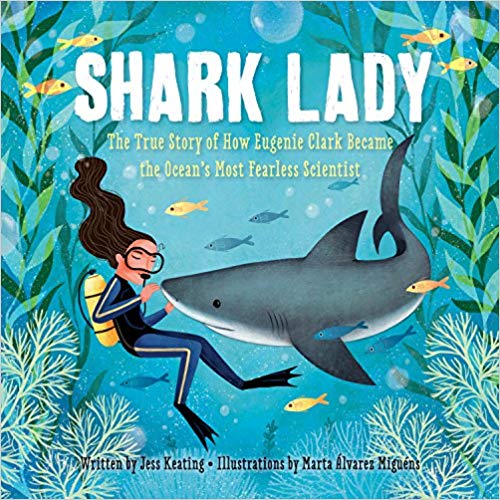 SHARK LADY
The True Story of How Eugenie Clark Became
the Ocean's Most Fearless Scientist
Written by Jess Keating • Illustrations by Marta Álvarez Miguéns